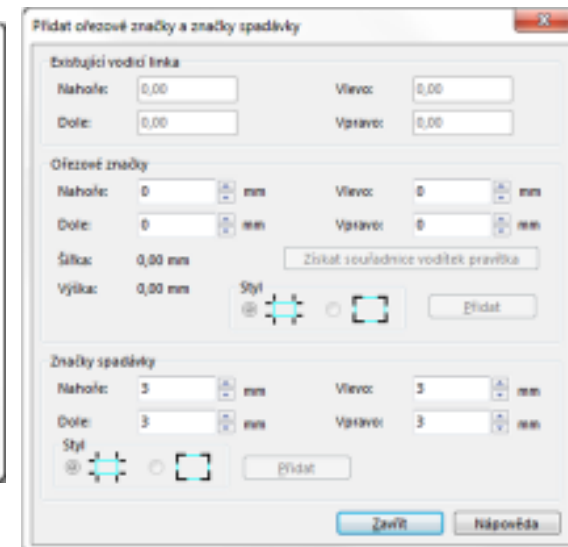 Přidat ořezové značky a značky spadávky
Existující vodicí linka
Nahoře: 0,00 Vlevo: 0,00
Dole: 0,00 Vpravo: 0,00
Ořezové značky
Nahoře: 0 mm Vlevo: 0 mm
Dole: 0 mm Vpravo: 0 mm
Šířka: 0,00 mm Získat souřadnice vodítek pravítka
Výška: 0,00 mm Styl Přidat
Značky spadávky
Nahoře: 3 mm Vlevo: 3 mm
Dole: 3 mm Vpravo: 3 mm
Styl Přidat
Zavřít Nápověda